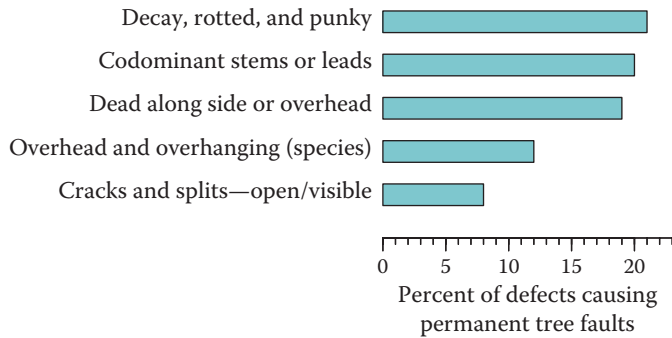 Decay, rotted, and punky
Codominant stems or leads
Dead along side or overhead
Overhead and overhanging (species)
Cracks and splits—open/visible
0 5 10 15 20
Percent of defects causing
permanent tree faults